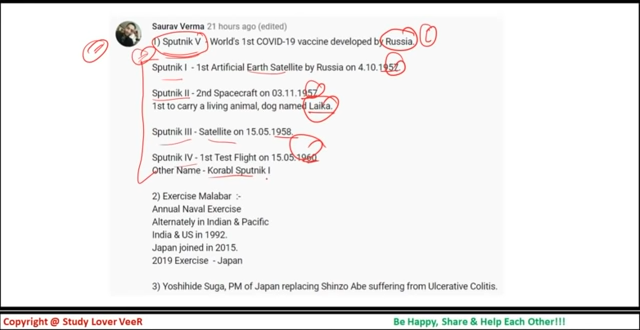 Saurav Verma 21 hours ago (edited)
1) Sputnik V - World's 1st COVID-19 vaccine developed by Russia.
Sputnik I - 1st Artificial Earth Satellite by Russia on 4.10.1957.
Sputnik II - 2nd Spacecraft on 03.11.1957
1st to carry a living animal, dog named Laika.
Sputnik III - Satellite on 15.05.1958.
Sputnik IV - 1st Test Flight on 15.05.1960
Other Name - Korabl Sputnik I
2) Exercise Malabar :-
Annual Naval Exercise
Alternately in Indian & Pacific
India & US in 1992.
Japan joined in 2015.
2019 Exercise - Japan
3) Yoshihide Suga, PM of Japan replacing Shinzo Abe suffering from Ulcerative Colitis.
Copyright @ Study Lover VeeR
Be Happy, Share & Help Each Other!!!